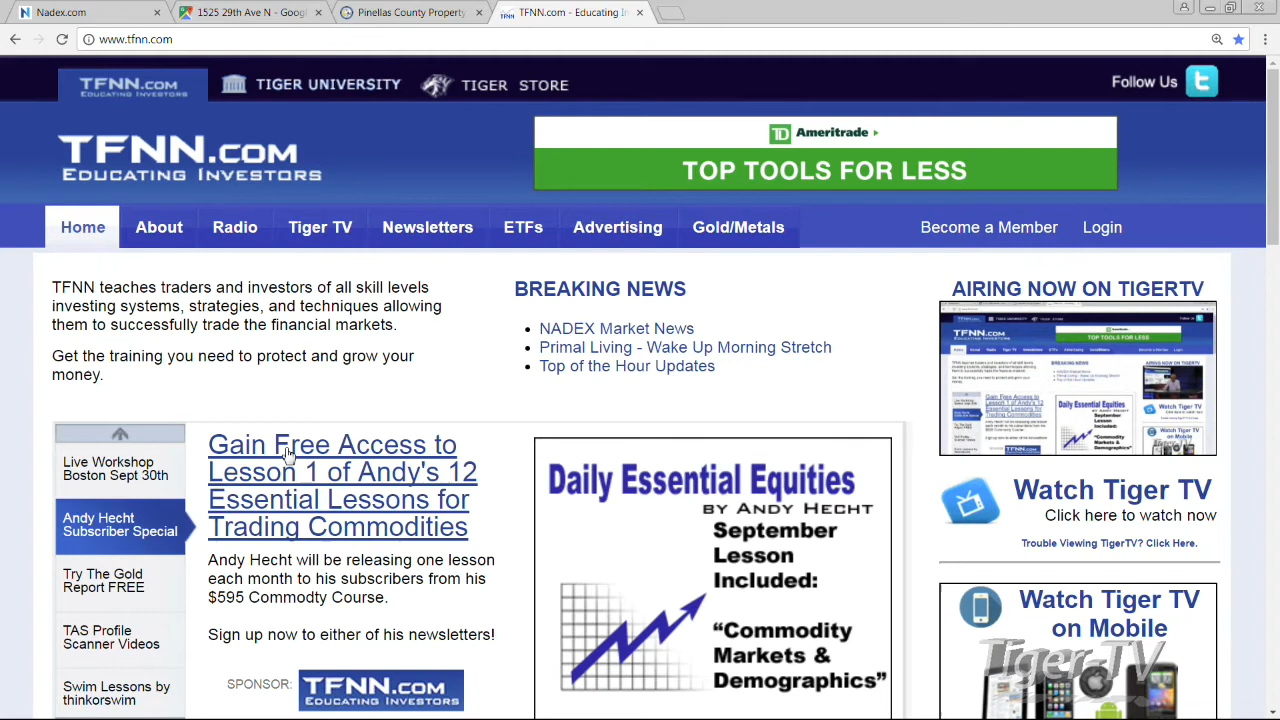 Nadex.com
1525 29th Ave N - Googl
Pinellas County Property
TFNN.com - Educating In
www.tfnn.com
TFNN.COM
EDUCATING INVESTORS
TIGER UNIVERSITY
TIGER STORE
Follow Us
TFNN.COM
EDUCATING INVESTORS
TD Ameritrade
TOP TOOLS FOR LESS
Home About Radio Tiger TV Newsletters ETFs Advertising Gold/Metals
Become a Member Login
TFNN teaches traders and investors of all skill levels
investing systems, strategies, and techniques allowing
them to successfully trade the financial markets.
Get the training you need to protect and grow your
money.
BREAKING NEWS
NADEX Market News
Primal Living - Wake Up Morning Stretch
Top of the Hour Updates
AIRING NOW ON TIGERTV
Live Workshop
Boston Sept 30th
Andy Hecht
Subscriber Special
Try The Gold
Report FREE
TAS Profile
Scanner Videos
Swim Lessons by
thinkorswim
Gain Free Access to
Lesson 1 of Andy's 12
Essential Lessons for
Trading Commodities
Andy Hecht will be releasing one lesson
each month to his subscribers from his
$595 Commodty Course.
Sign up now to either of his newsletters!
SPONSOR:
TFNN.COM
EDUCATING INVESTORS
Daily Essential Equities
BY ANDY HECHT
September
Lesson
Included:
"Commodity
Markets &
Demographics"
Watch Tiger TV
Click here to watch now
Trouble Viewing TigerTV? Click Here.
Watch Tiger TV
on Mobile
Tiger TV